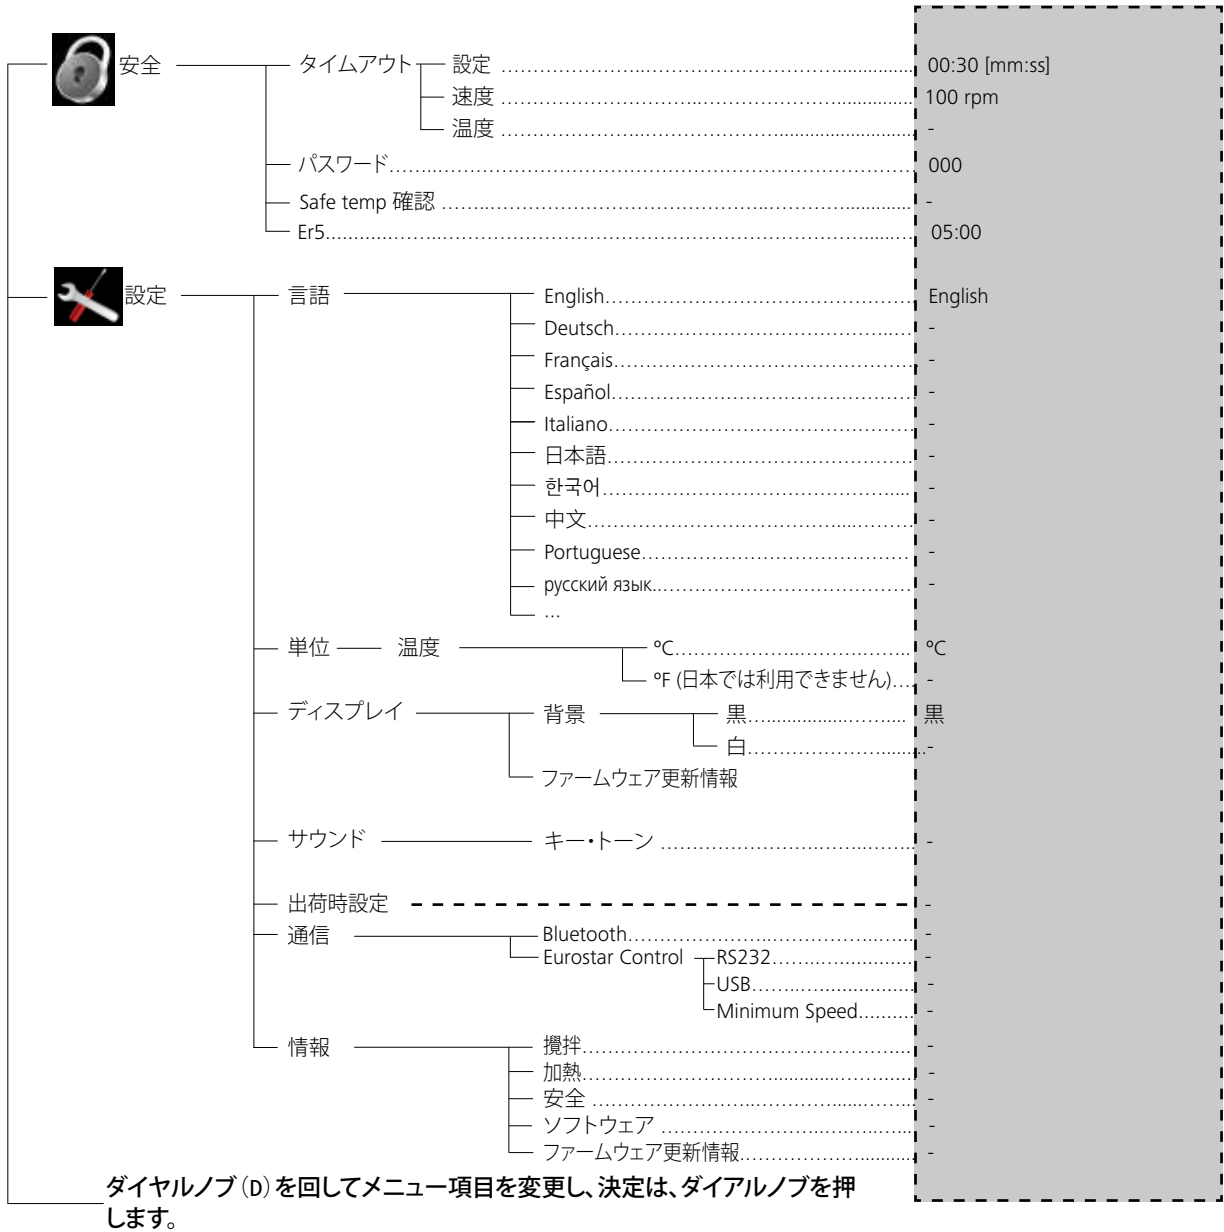 安全 タイムアウト 設定 ........ 00:30 [mm:ss]
速度 ........ 100 rpm
温度 ........ -
パスワード ........ 000
Safe temp 確認 ........ -
Er5 ........ 05:00
設定 言語 English ........ English
Deutsch ........ -
Français ........ -
Español ........ -
Italiano ........ -
日本語 ........ -
한국어 ........ -
中文 ........ -
Portuguese ........ -
русский язык ........ -
…
単位 温度 ºC ........ ºC
ºF (日本では利用できません) ........ -
ディスプレイ 背景 黒 ........ 黒
白 ........ -
ファームウェア更新情報
サウンド キー・トーン ........ -
出荷時設定 -
通信 Bluetooth ........ -
Eurostar Control RS232 ........ -
USB ........ -
Minimum Speed ........ -
情報 攪拌 ........ -
加熱 ........ -
安全 ........ -
ソフトウェア ........ -
ファームウェア更新情報 ........ -
ダイヤルノブ（D）を回してメニュー項目を変更し、決定は、ダイアルノブを押
します。